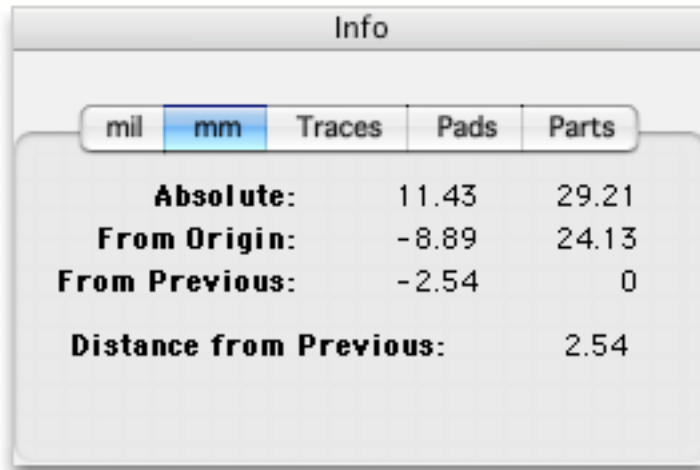 Info
mil mm Traces Pads Parts
Absolute: 11.43 29.21
From Origin: -8.89 24.13
From Previous: -2.54 0
Distance from Previous: 2.54